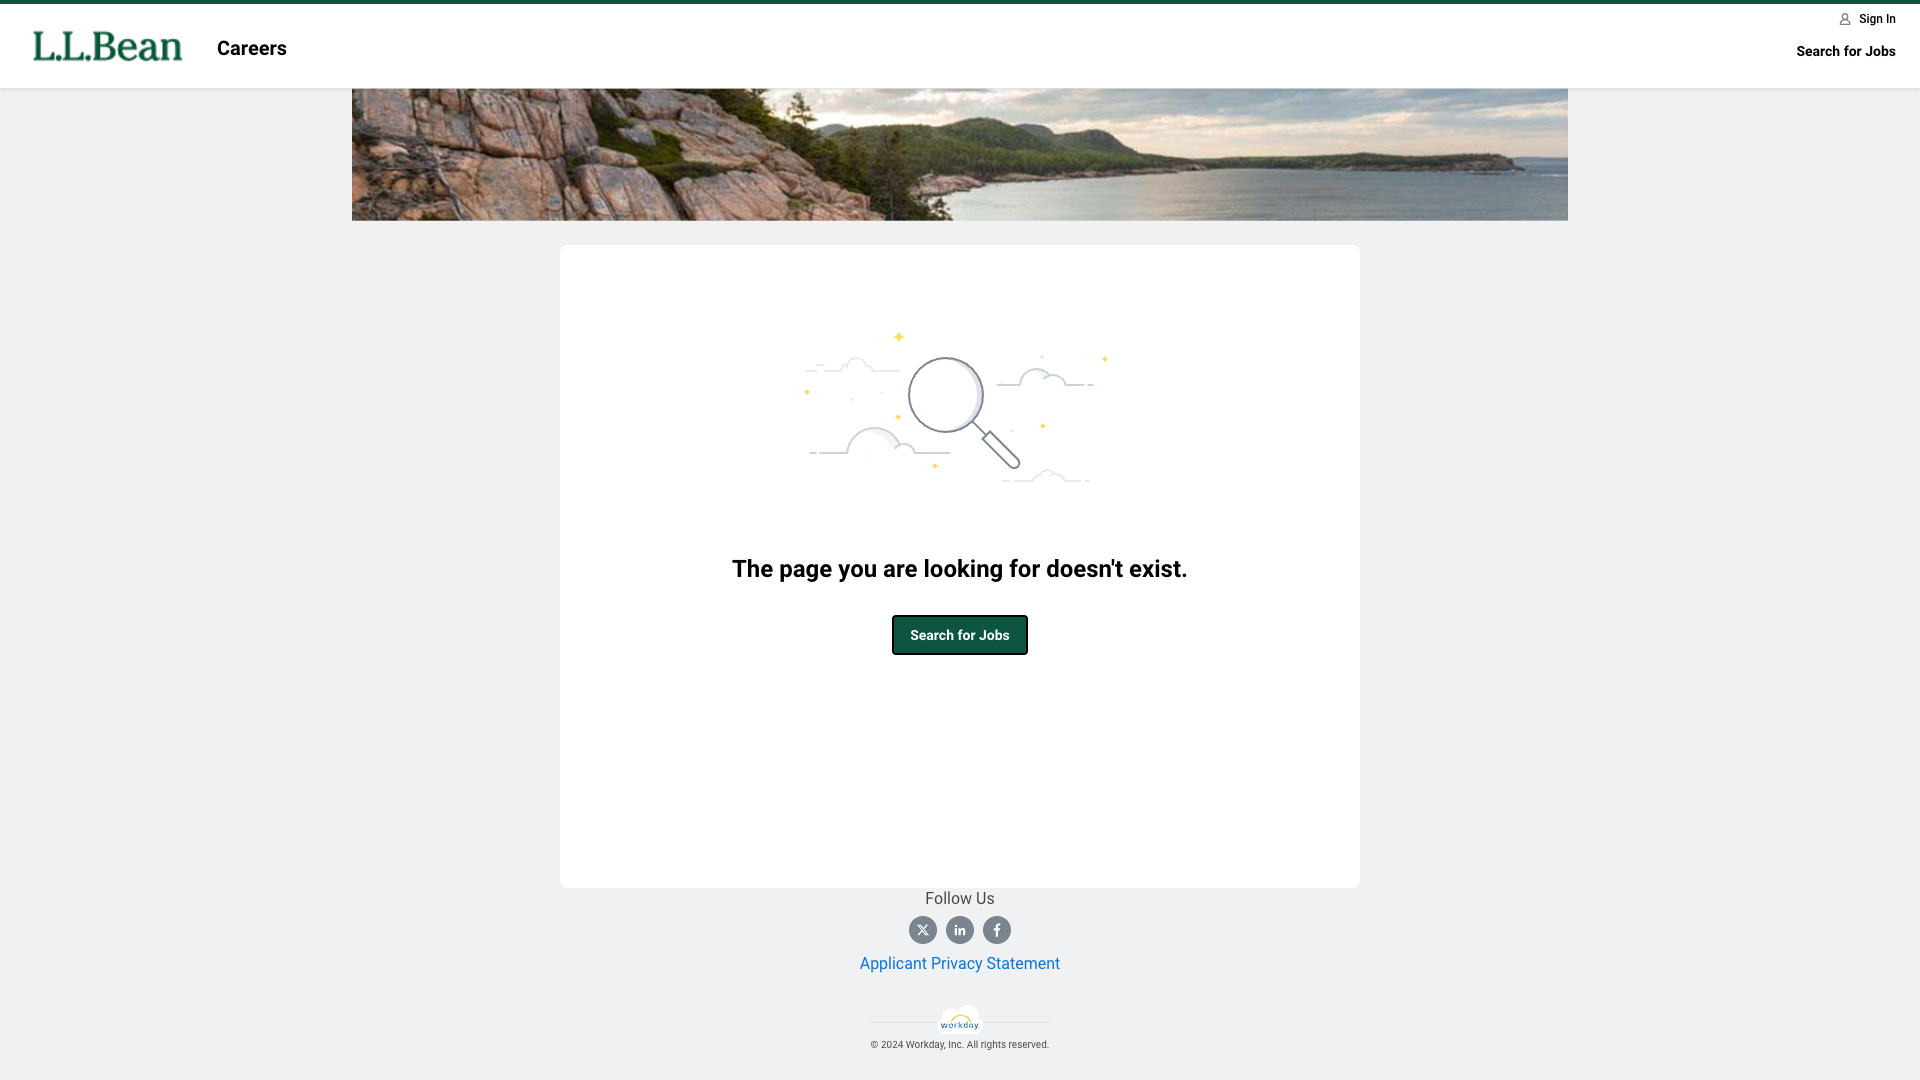 Sign In
L.L.Bean
Careers
Search for Jobs
The page you are looking for doesn't exist.
Search for Jobs
Follow Us
Applicant Privacy Statement
workday.
© 2024 Workday, Inc. All rights reserved.